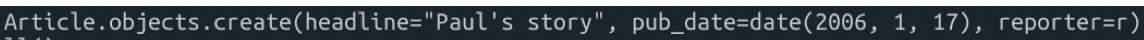 Article.objects.create(headline="Paul's story", pub_date=date(2006, 1, 17), reporter=r)